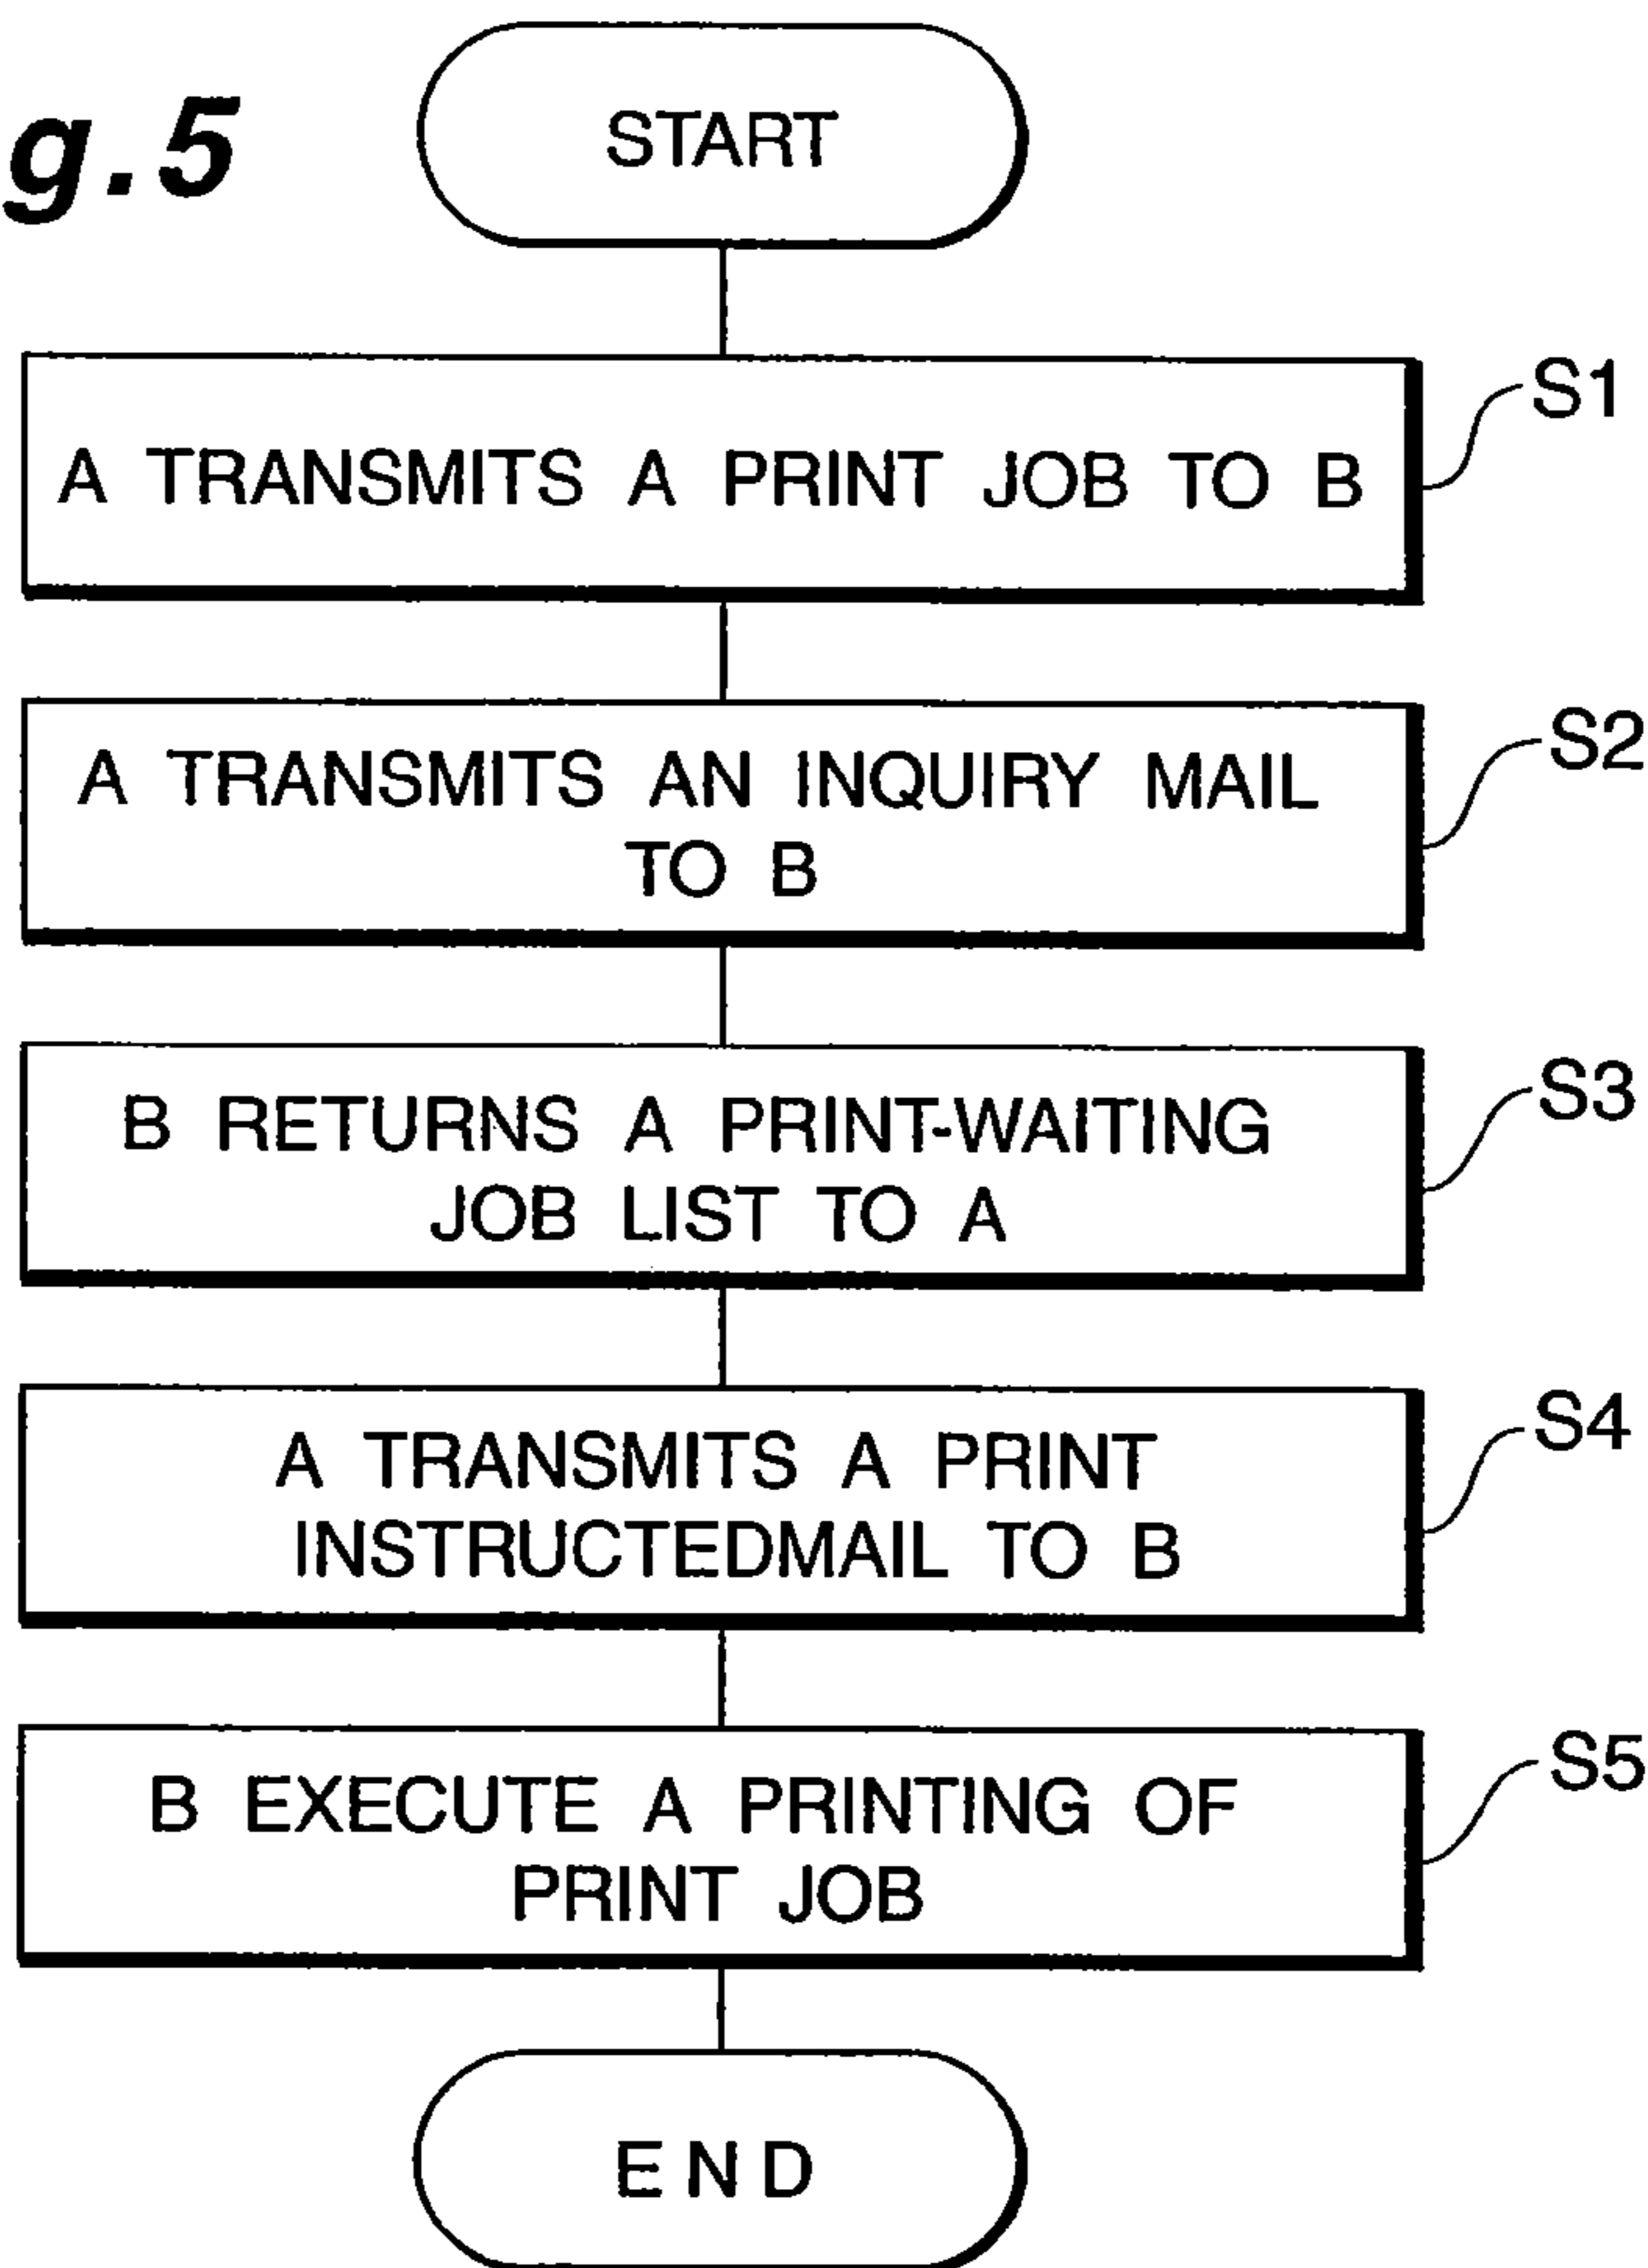 g.5
START
A TRANSMITS A PRINT JOB TO B
S1
A TRANSMITS AN INQUIRY MAIL
TO B
S2
B RETURNS A PRINT-WAITING
JOB LIST TO A
S3
A TRANSMITS A PRINT
INSTRUCTEDMAIL TO B
S4
B EXECUTE A PRINTING OF
PRINT JOB
S5
END